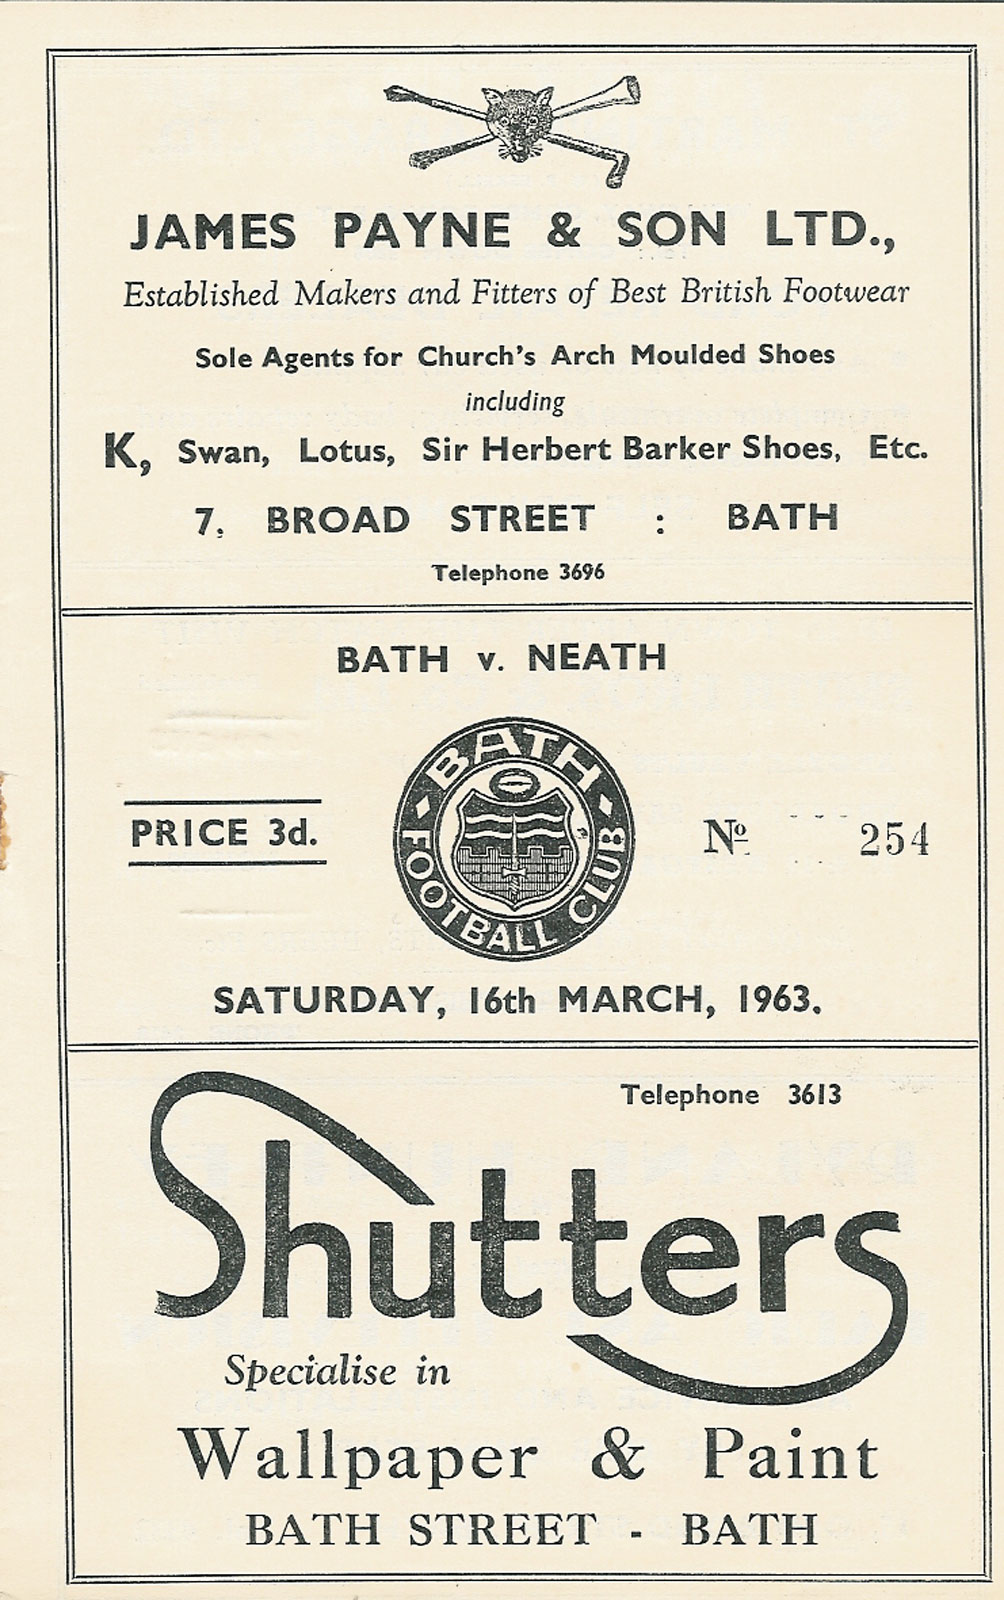 JAMES PAYNE & SON LTD.,
Established Makers and Fitters of Best British Footwear
Sole Agents for Church's Arch Moulded Shoes
including
K, Swan, Lotus, Sir Herbert Barker Shoes, Etc.
7, BROAD STREET : BATH
Telephone 3696
BATH v. NEATH
BATH
FOOTBALL CLUB
PRICE 3d.
Nº 254
SATURDAY, 16th MARCH, 1963.
Telephone 3613
Shutters
Specialise in
Wallpaper & Paint
BATH STREET - BATH